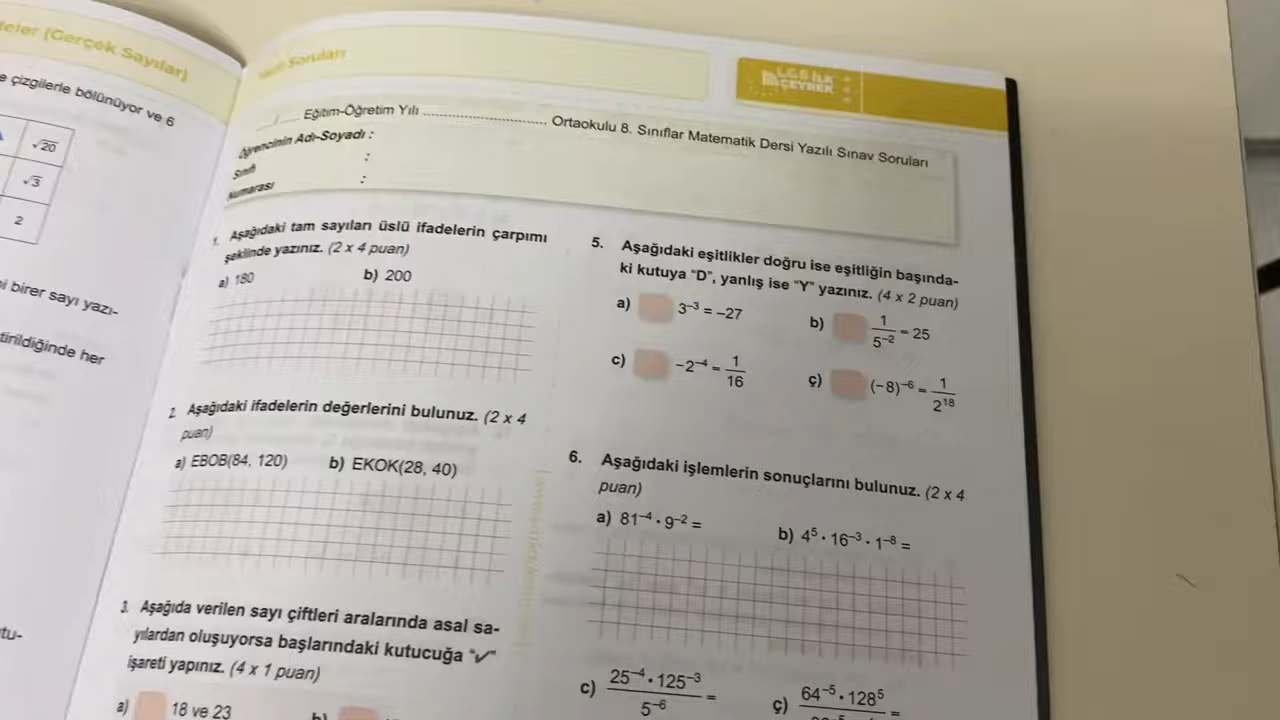 eler (Gerçek Sayılar)
e çizgilerle bölünüyor ve 6
√20
√3
2
i birer sayı yazı-
tirildiğinde her
tu-
Soruları
LGS İLK
ÇEYREK
..../.... Eğitim-Öğretim Yılı ................................ Ortaokulu 8. Sınıflar Matematik Dersi Yazılı Sınav Soruları
Öğrencinin Adı-Soyadı :
Sınıfı :
Numarası :
1. Aşağıdaki tam sayıları üslü ifadelerin çarpımı
şeklinde yazınız. (2 x 4 puan)
a) 180 b) 200
2. Aşağıdaki ifadelerin değerlerini bulunuz. (2 x 4
puan)
a) EBOB(84, 120) b) EKOK(28, 40)
3. Aşağıda verilen sayı çiftleri aralarında asal sa-
yılardan oluşuyorsa başlarındaki kutucuğa "✓"
işareti yapınız. (4 x 1 puan)
a) 18 ve 23 b)
5. Aşağıdaki eşitlikler doğru ise eşitliğin başında-
ki kutuya "D", yanlış ise "Y" yazınız. (4 x 2 puan)
a) 3⁻³ = –27 b) 1/5⁻² = 25
c) –2⁻⁴ = 1/16 ç) (–8)⁻⁶ = 1/2¹⁸
6. Aşağıdaki işlemlerin sonuçlarını bulunuz. (2 x 4
puan)
a) 81⁻⁴ · 9⁻² = b) 4⁵ · 16⁻³ · 1⁻⁸ =
c) 25⁻⁴ · 125⁻³ / 5⁻⁶ = ç) 64⁻⁵ · 128⁵ =